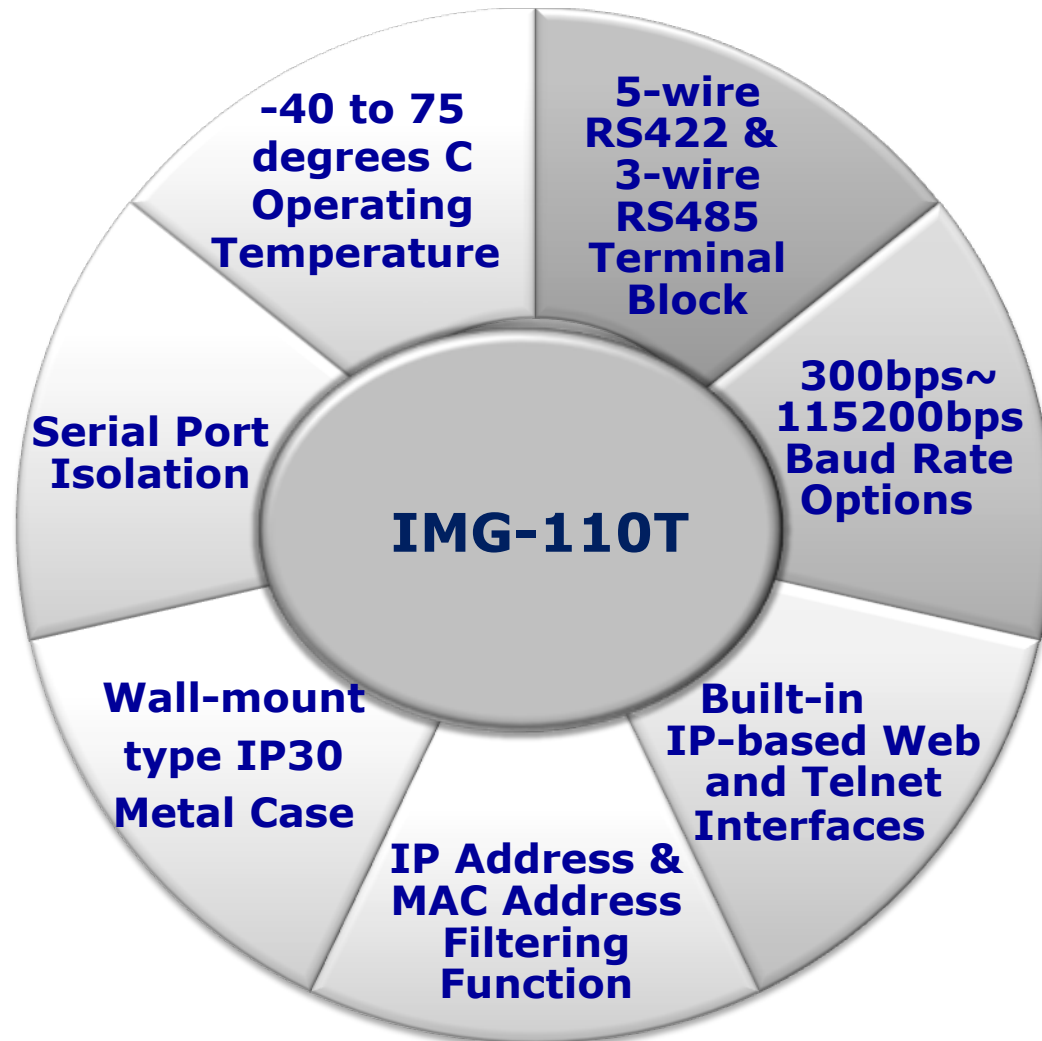 -40 to 75
degrees C
Operating
Temperature
5-wire
RS422 &
3-wire
RS485
Terminal
Block
300bps~
115200bps
Baud Rate
Options
Serial Port
Isolation
IMG-110T
Wall-mount
type IP30
Metal Case
Built-in
IP-based Web
and Telnet
Interfaces
IP Address &
MAC Address
Filtering
Function